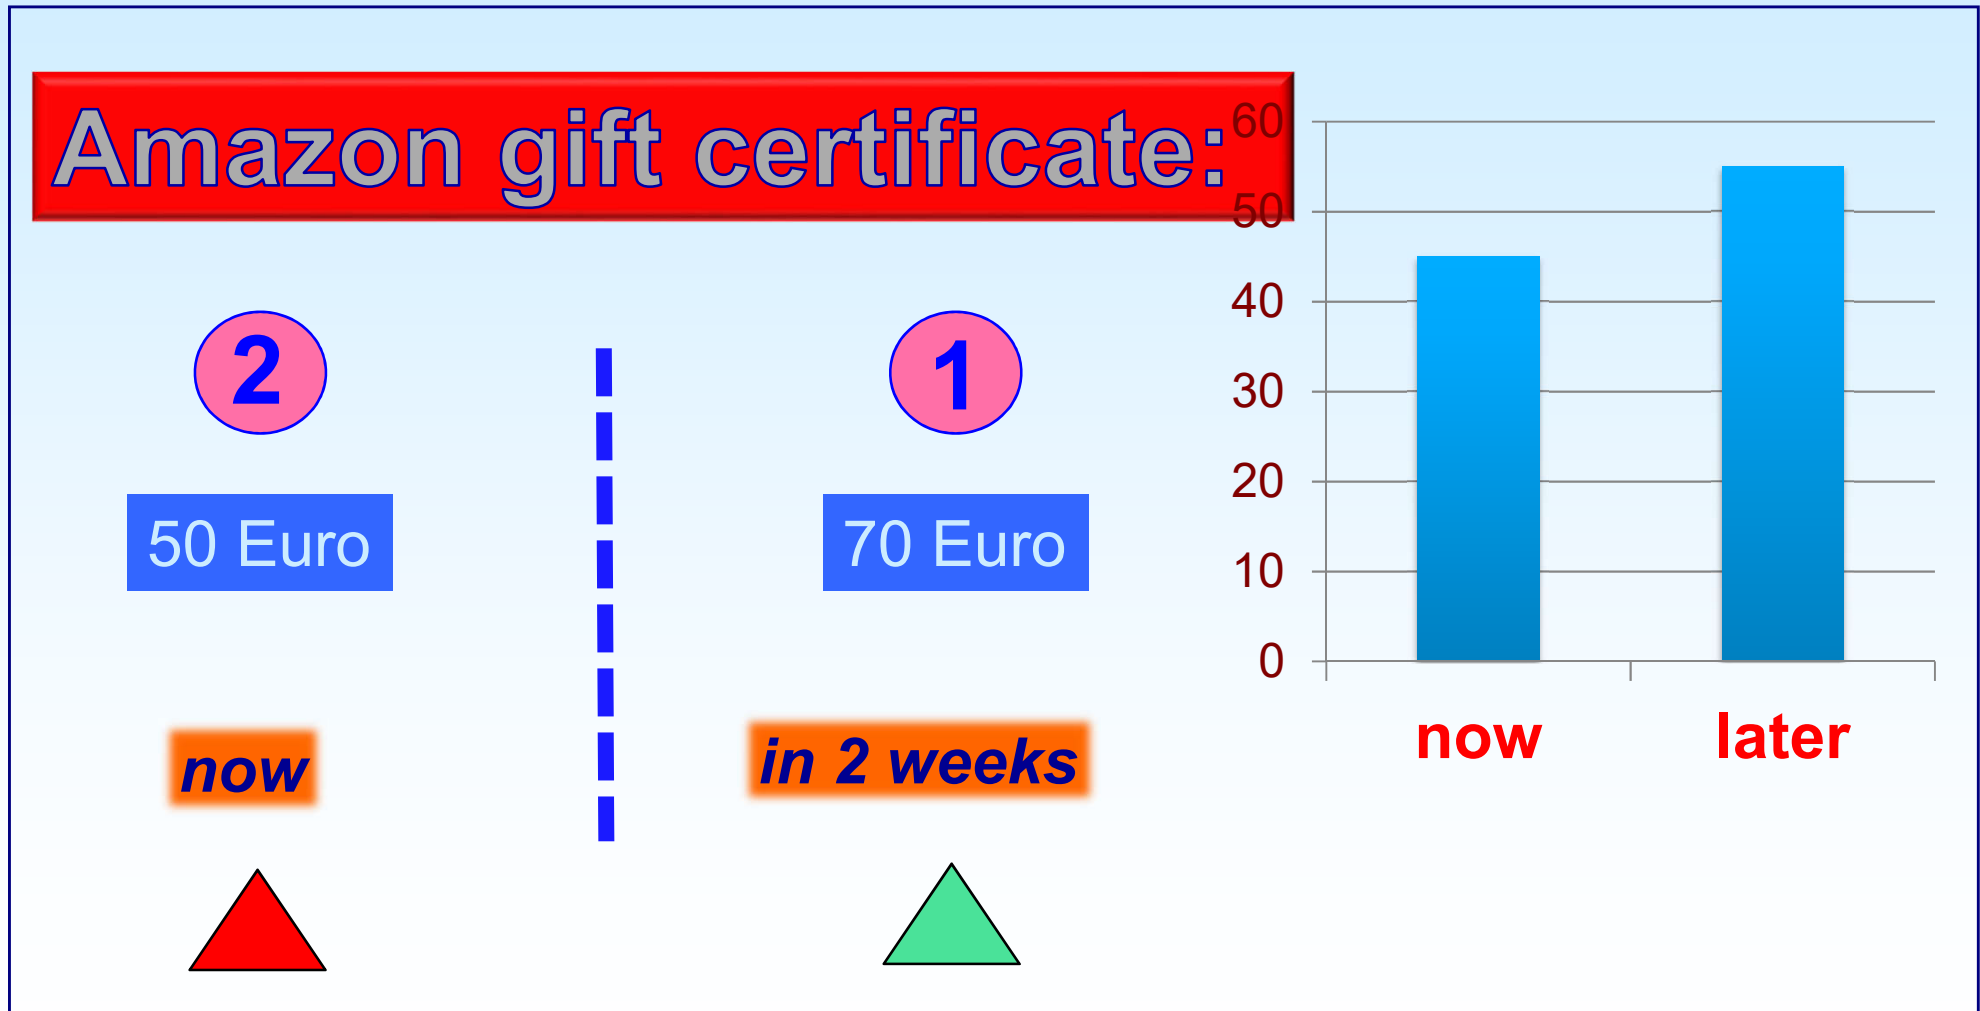 Amazon gift certificate:
2
1
50 Euro
70 Euro
now
in 2 weeks
60
50
40
30
20
10
0
now
later